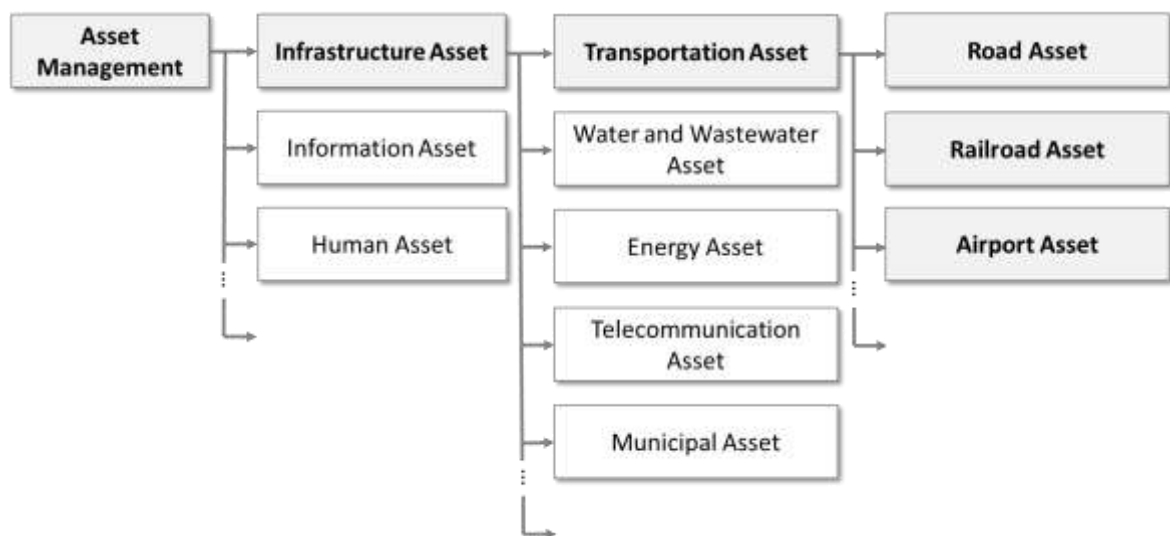 Asset
Management
Infrastructure Asset
Information Asset
Human Asset
Transportation Asset
Water and Wastewater
Asset
Energy Asset
Telecommunication
Asset
Municipal Asset
Road Asset
Railroad Asset
Airport Asset